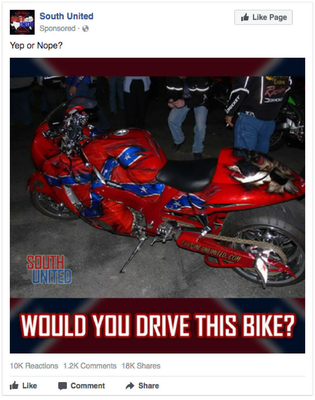 South United
Sponsored ·
Like Page
Yep or Nope?
SOUTH
UNITED
WOULD YOU DRIVE THIS BIKE?
10K Reactions 1.2K Comments 18K Shares
Like Comment Share